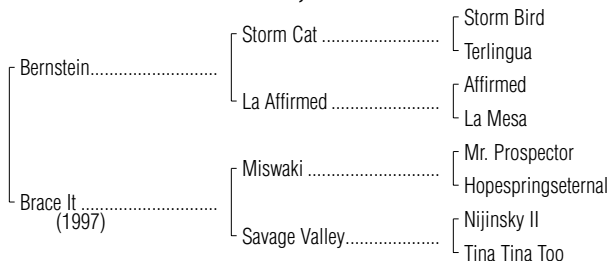 Storm Bird
Storm Cat ........................
Terlingua
Bernstein..........................
Affirmed
La Affirmed ......................
La Mesa
Mr. Prospector
Miswaki ...........................
Hopespringseternal
Brace It ............................
(1997)
Nijinsky II
Savage Valley...................
Tina Tina Too